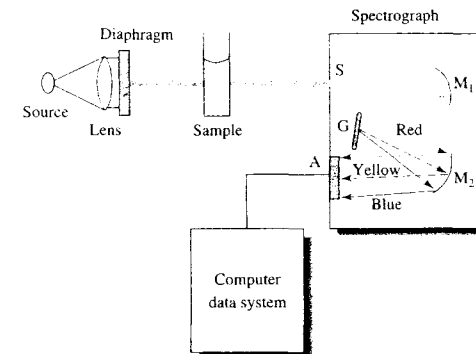 Spectrograph
Diaphragm
S
M₁
Source
Lens
Sample
G
Red
A
Yellow
M₂
Blue
Computer
data system